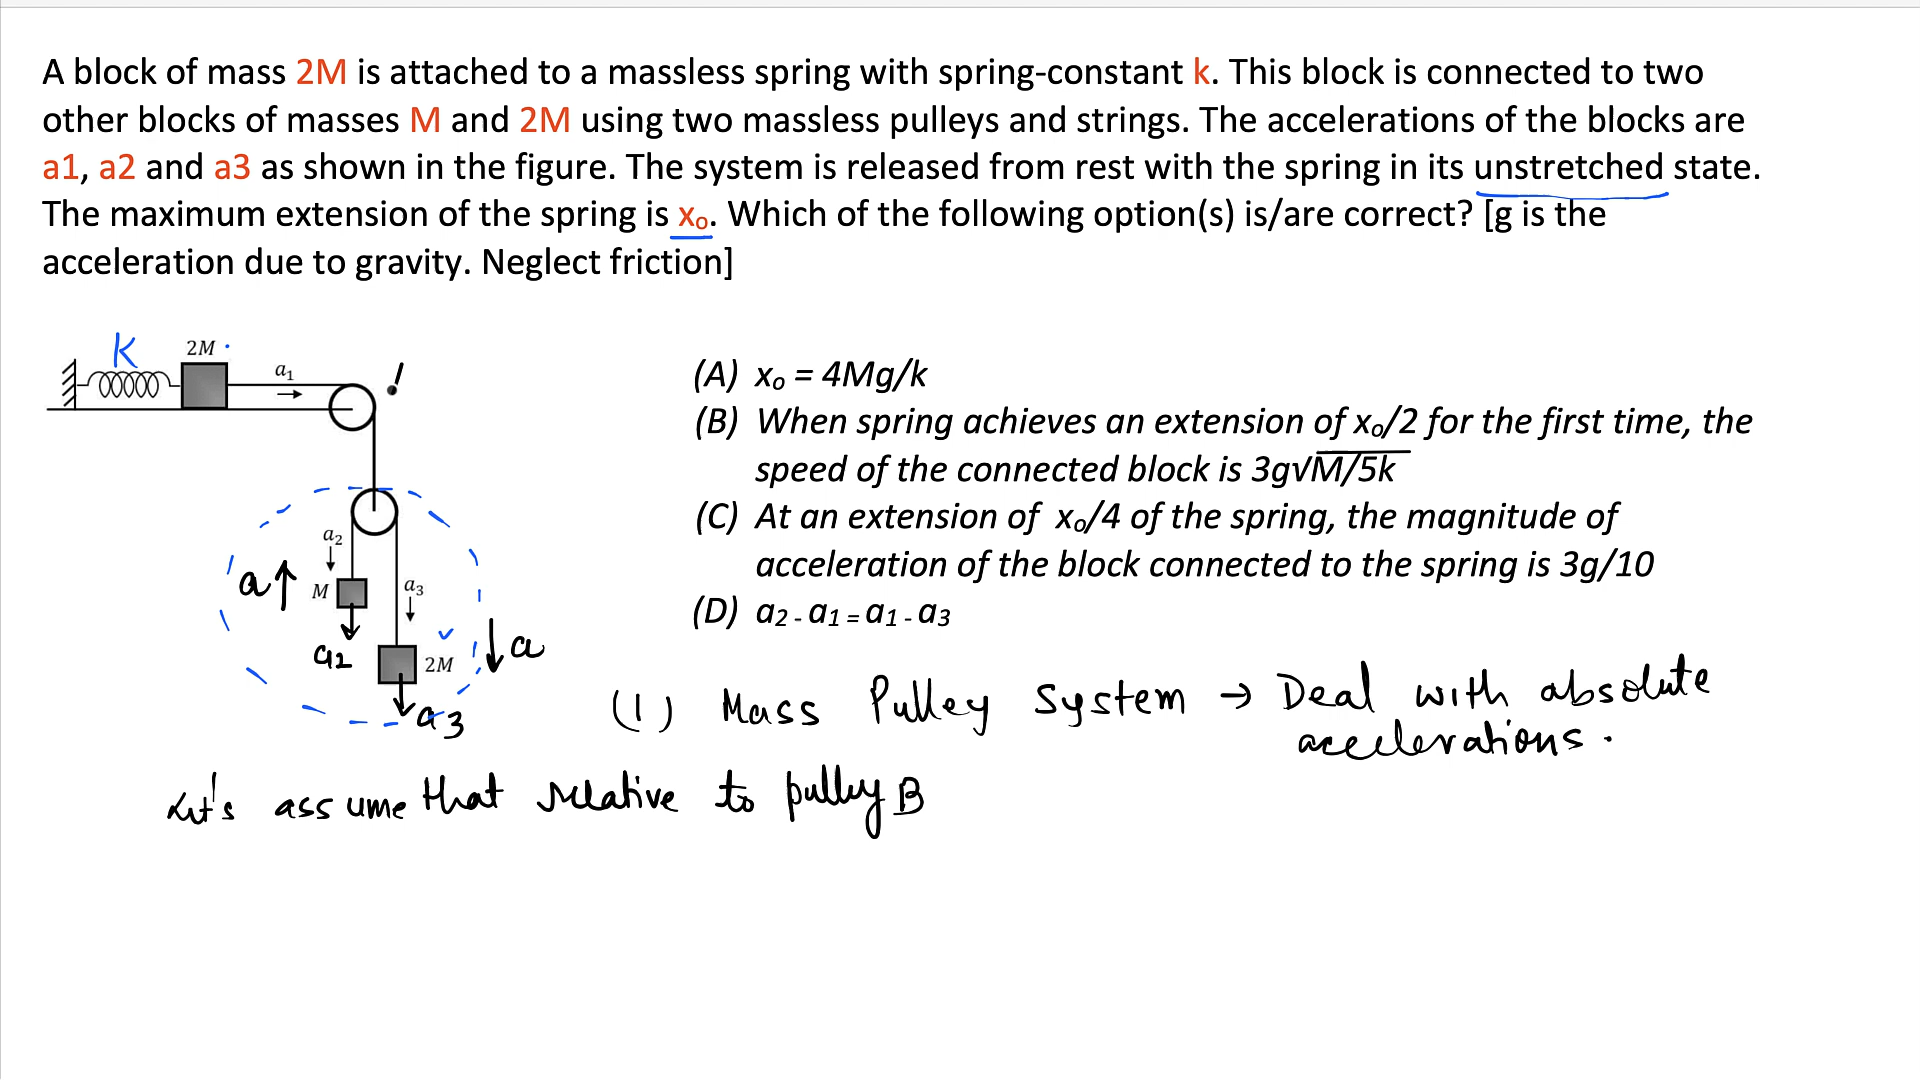 A block of mass 2M is attached to a massless spring with spring-constant k. This block is connected to two
other blocks of masses M and 2M using two massless pulleys and strings. The accelerations of the blocks are
a1, a2 and a3 as shown in the figure. The system is released from rest with the spring in its unstretched state.
The maximum extension of the spring is x₀. Which of the following option(s) is/are correct? [g is the
acceleration due to gravity. Neglect friction]
K
2M
a₁
!
a₂
a
M
a₃
a2
2M
a
a3
(A) x₀ = 4Mg/k
(B) When spring achieves an extension of x₀/2 for the first time, the
speed of the connected block is 3g√M/5k
(C) At an extension of x₀/4 of the spring, the magnitude of
acceleration of the block connected to the spring is 3g/10
(D) a₂ - a₁ = a₁ - a₃
(1) Mass Pulley System → Deal with absolute
accelerations.
Let's assume that relative to pulley B